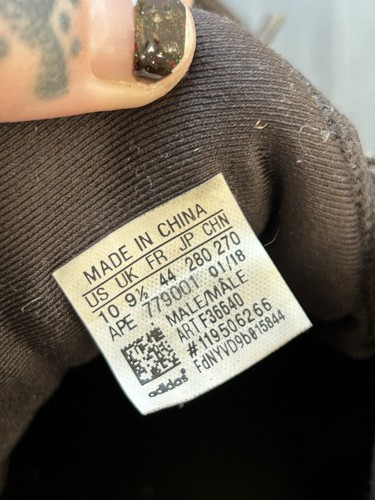 MADE IN CHINA
US UK FR JP CHN
10 9½ 44 280 270
APE 779001 01/18
MALE/MÂLE
ART F36640
#119506266
FdNYVD9b015844
adidas